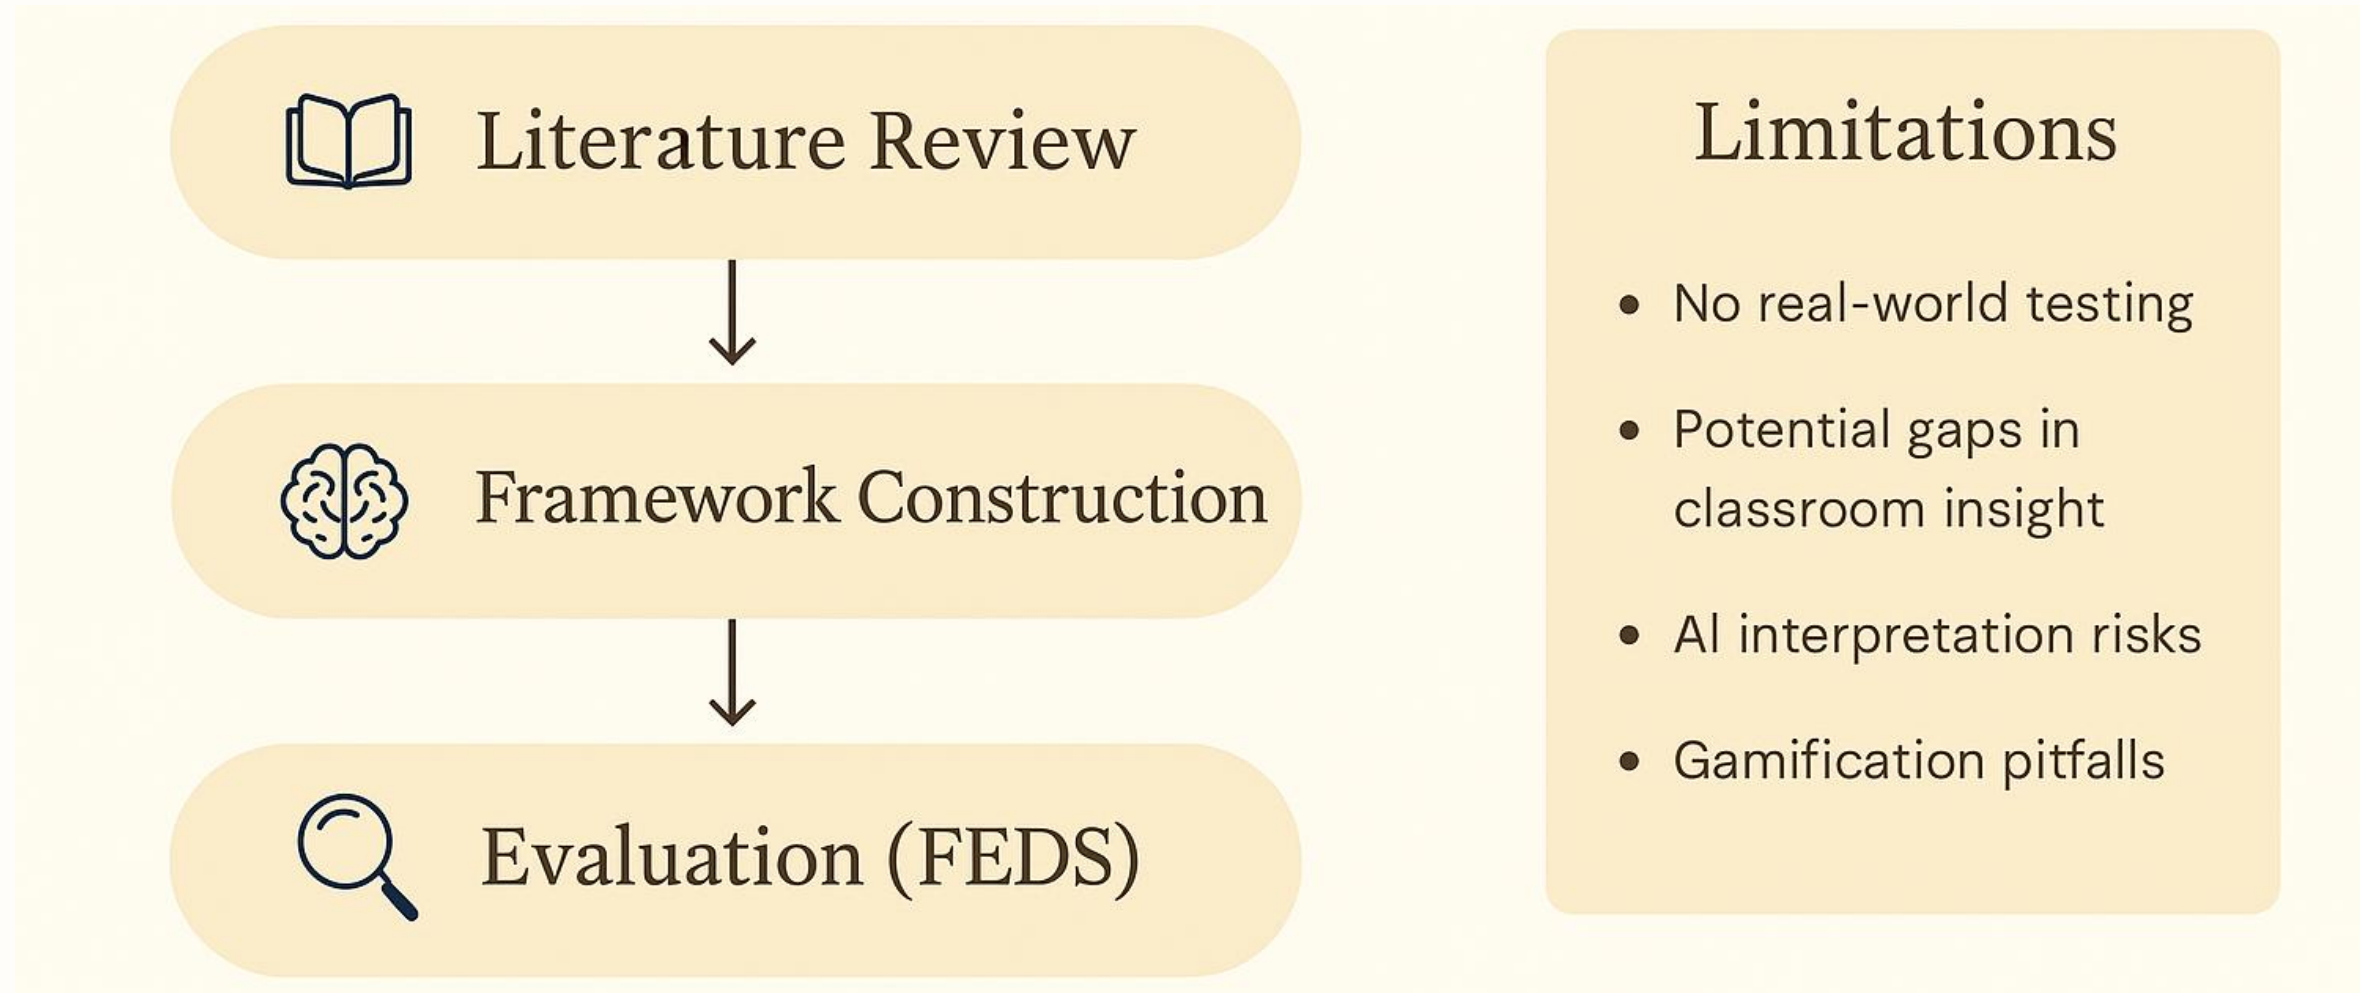 Literature Review
Framework Construction
Evaluation (FEDS)
Limitations
• No real-world testing
• Potential gaps in
classroom insight
• AI interpretation risks
• Gamification pitfalls